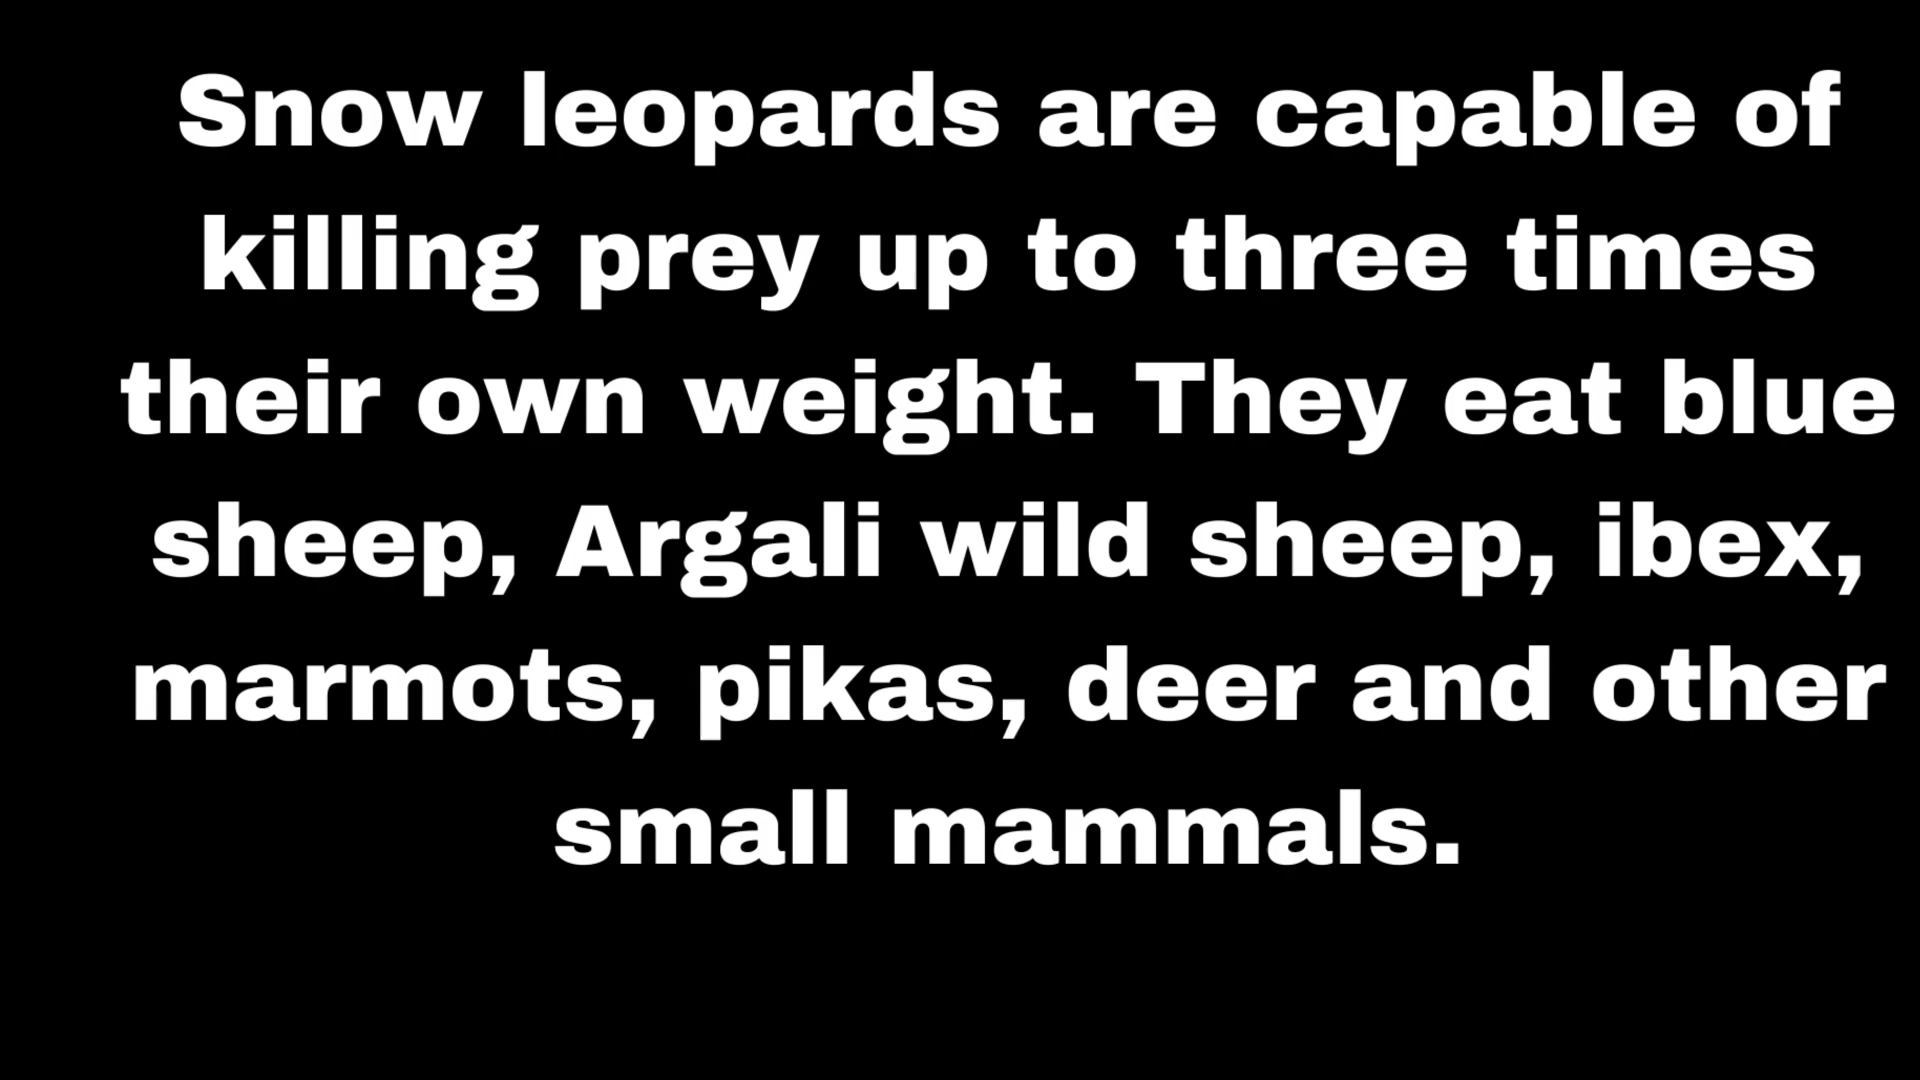 Snow leopards are capable of
killing prey up to three times
their own weight. They eat blue
sheep, Argali wild sheep, ibex,
marmots, pikas, deer and other
small mammals.